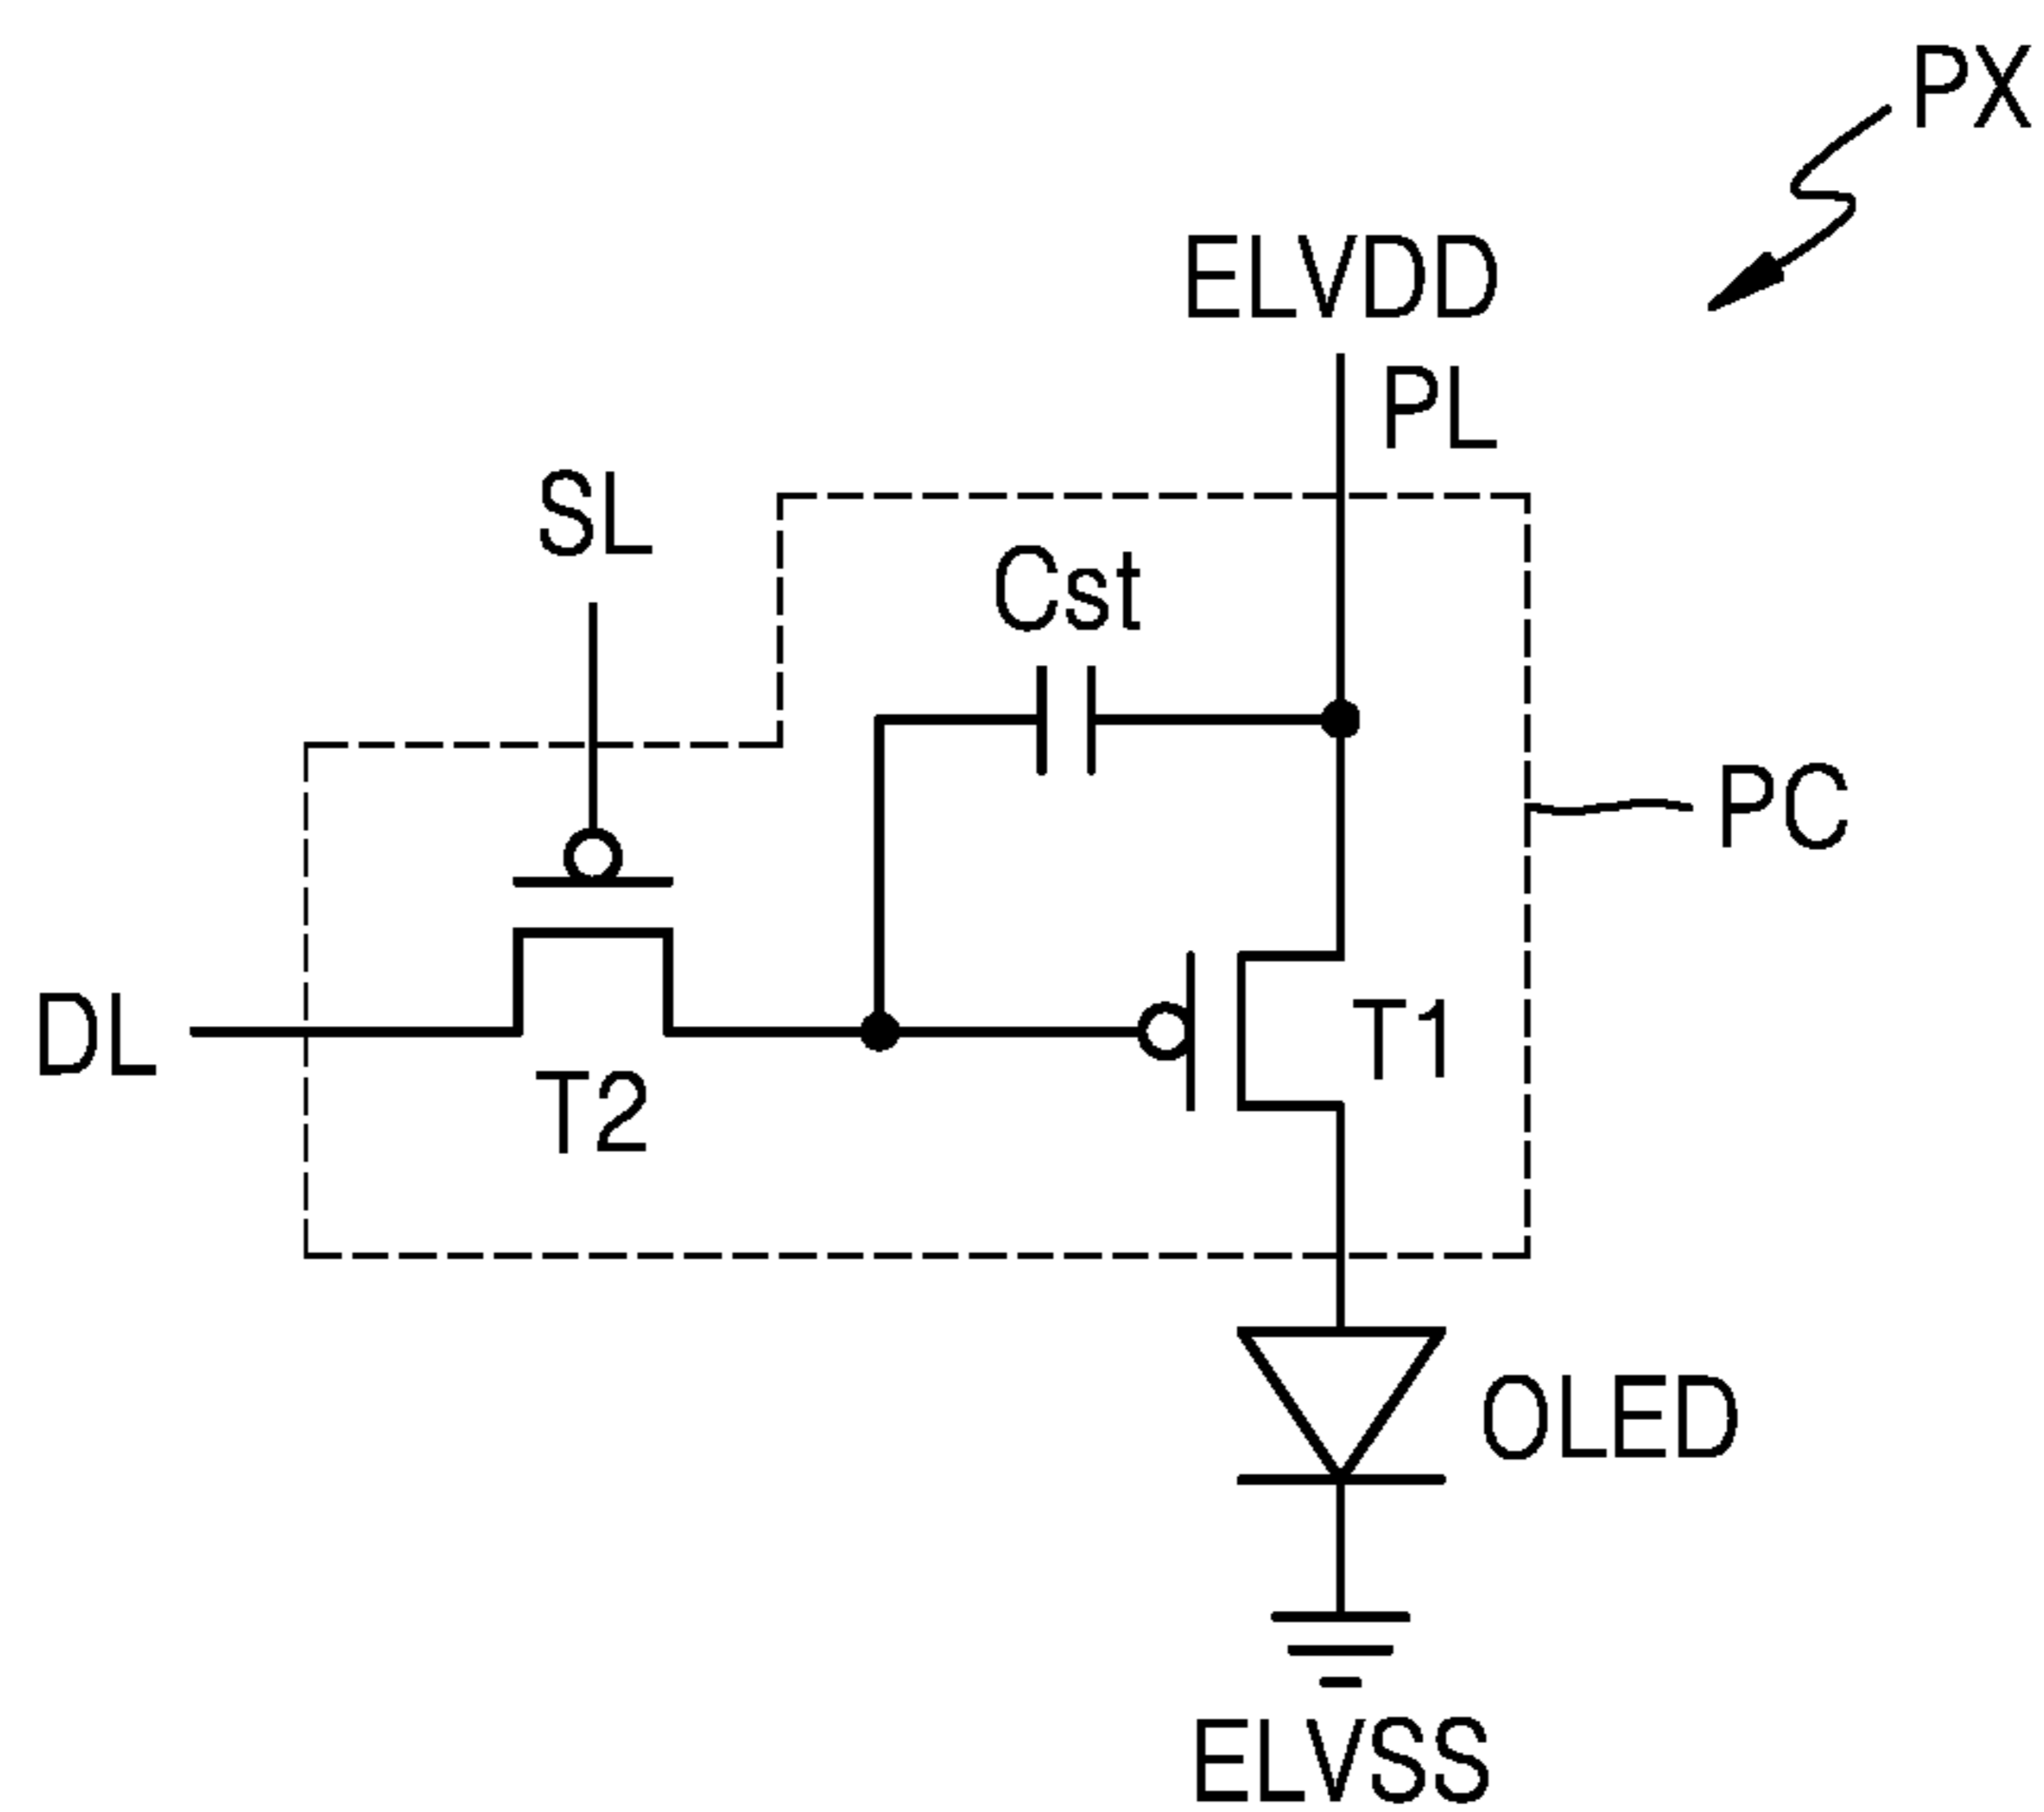 PX
ELVDD
PL
SL
Cst
PC
DL
T1
T2
OLED
ELVSS